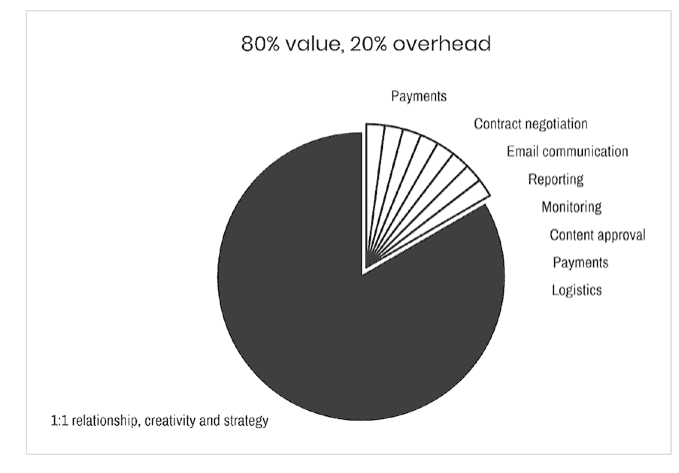 80% value, 20% overhead
Payments
Contract negotiation
Email communication
Reporting
Monitoring
Content approval
Payments
Logistics
1:1 relationship, creativity and strategy